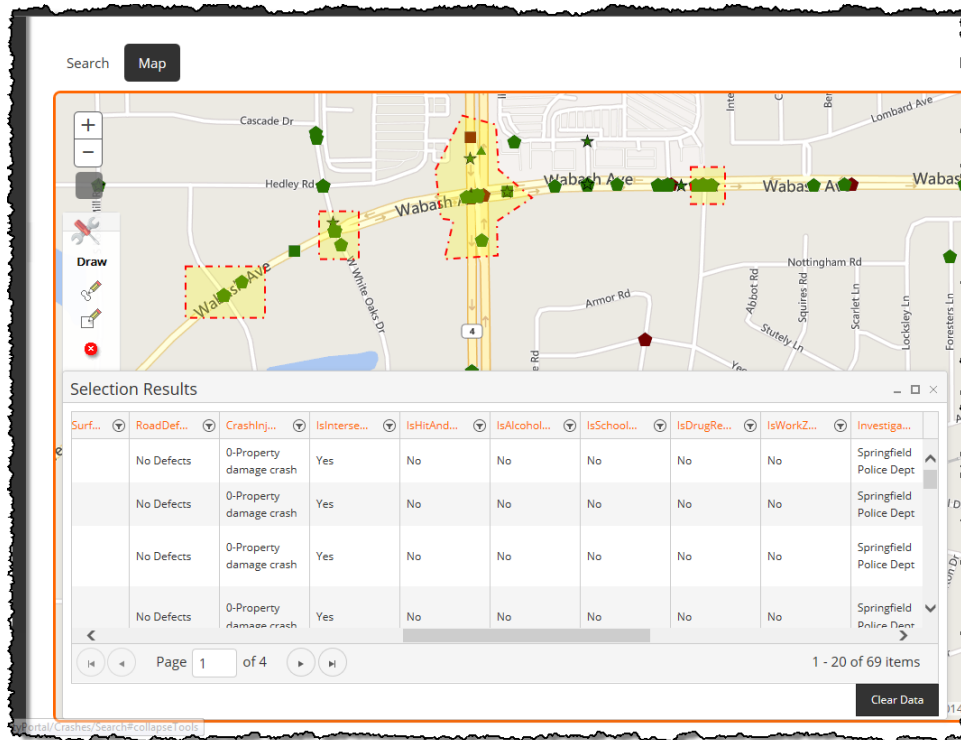 Search
Map
Cascade Dr
Lombard Ave
Hedley Rd
Wabash Ave
Wabash A
Wabash Av
Wabas
Wabash Ave
W White Oaks Dr
Draw
Nottingham Rd
Armor Rd
Abbot Rd
Squires Rd
Scarlet Ln
Locksley Ln
Foresters Ln
Stutely Ln
4
Rd
Selection Results
Surf...
RoadDef...
CrashInj...
IsInterse...
IsHitAnd...
IsAlcohol...
IsSchool...
IsDrugRe...
IsWorkZ...
Investiga...
No Defects
0-Property
damage crash
Yes
No
No
No
No
No
Springfield
Police Dept
No Defects
0-Property
damage crash
Yes
No
No
No
No
No
Springfield
Police Dept
No Defects
0-Property
damage crash
Yes
No
No
No
No
No
Springfield
Police Dept
No Defects
0-Property
damage crash
Yes
No
No
No
No
No
Springfield
Police Dept
Page 1 of 4
1 - 20 of 69 items
Clear Data
yPortal/Crashes/Search#collapseTools